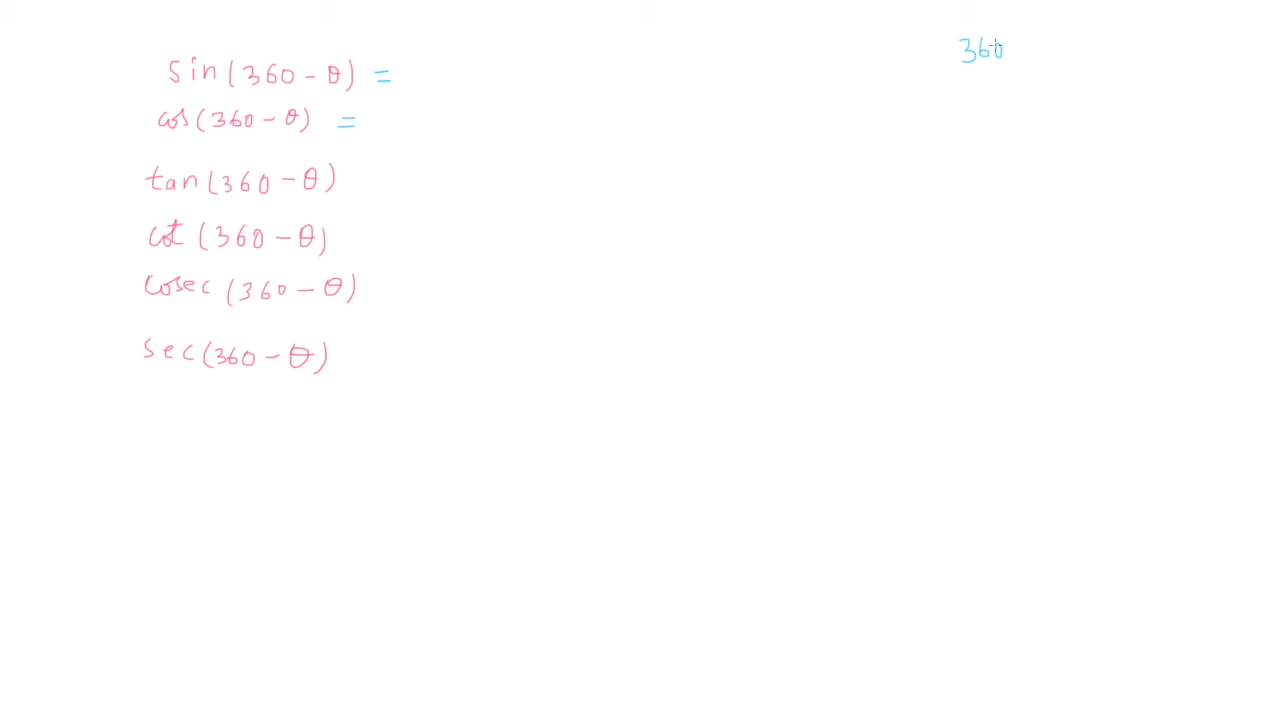 sin(360-θ) =
cos(360-θ) =
tan(360-θ)
cot(360-θ)
cosec(360-θ)
sec(360-θ)
360